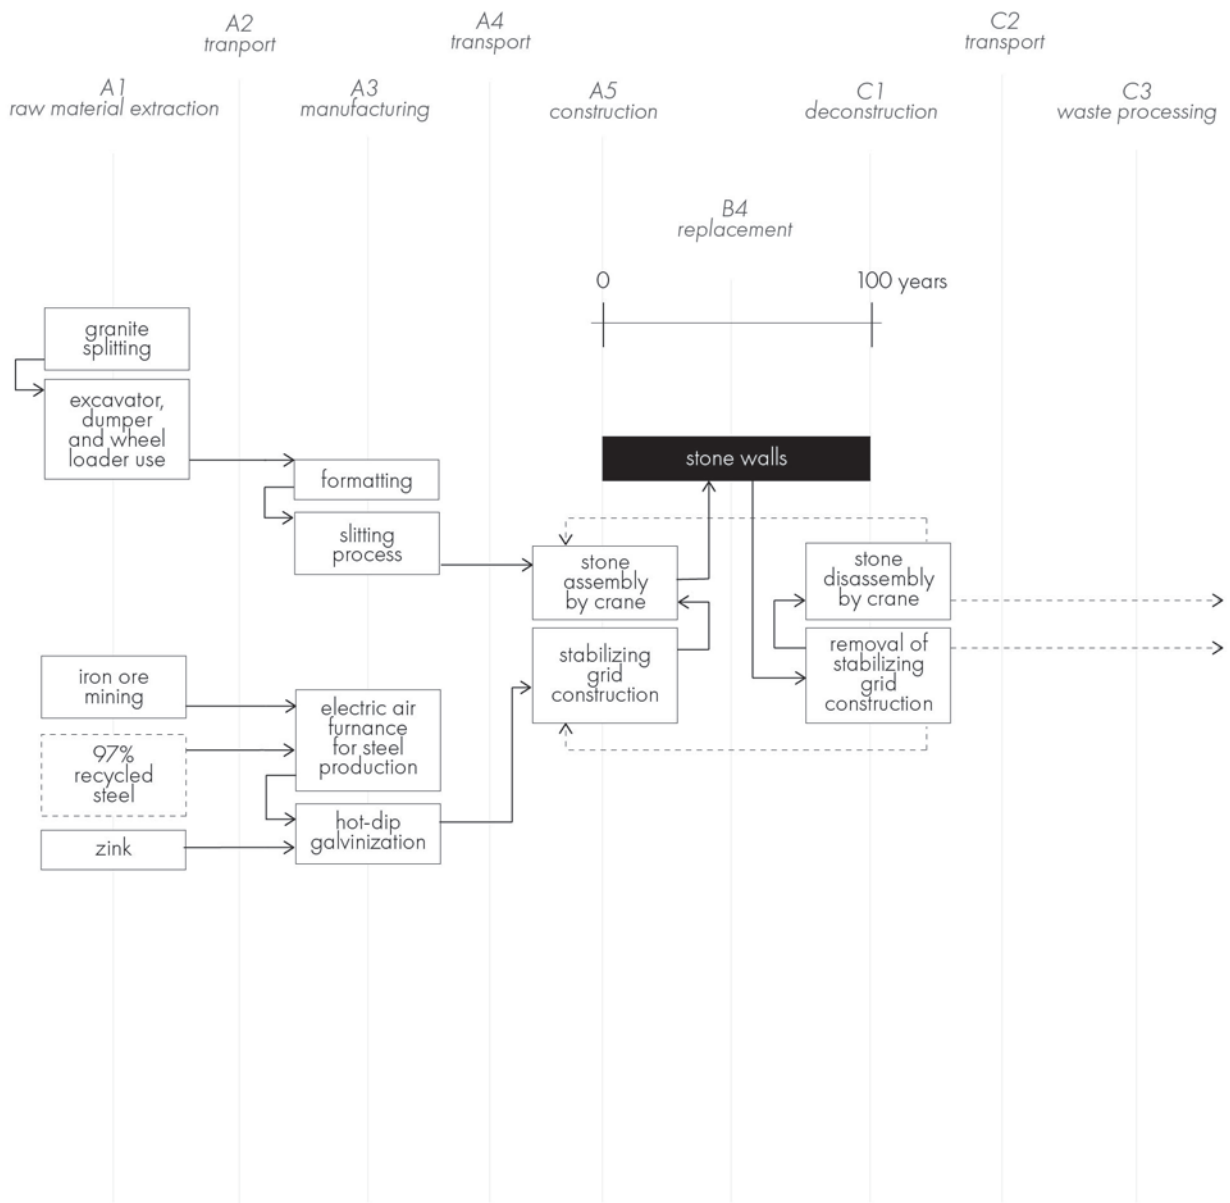 A2
tranport
A4
transport
C2
transport
A1
raw material extraction
A3
manufacturing
A5
construction
C1
deconstruction
C3
waste processing
B4
replacement
0
100 years
granite
splitting
excavator,
dumper
and wheel
loader use
formatting
slitting
process
stone walls
stone
assembly
by crane
stone
disassembly
by crane
stabilizing
grid
construction
removal of
stabilizing
grid
construction
iron ore
mining
97%
recycled
steel
zink
electric air
furnance
for steel
production
hot-dip
galvinization